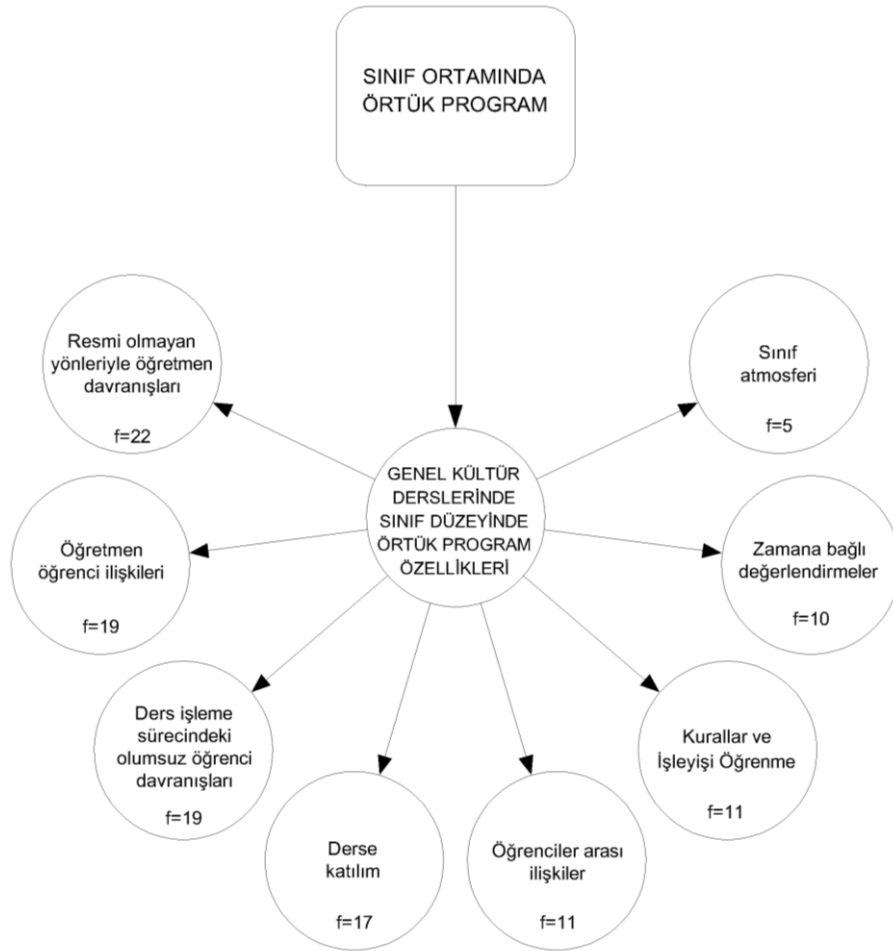 SINIF ORTAMINDA
ÖRTÜK PROGRAM
Resmi olmayan
yönleriyle öğretmen
davranışları
f=22
Sınıf
atmosferi
f=5
GENEL KÜLTÜR
DERSLERİNDE
SINIF DÜZEYİNDE
ÖRTÜK PROGRAM
ÖZELLİKLERİ
Öğretmen
öğrenci ilişkileri
f=19
Zamana bağlı
değerlendirmeler
f=10
Ders işleme
sürecindeki
olumsuz öğrenci
davranışları
f=19
Kurallar ve
İşleyişi Öğrenme
f=11
Derse
katılım
f=17
Öğrenciler arası
ilişkiler
f=11